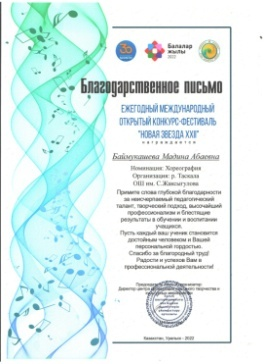 Балалар
жылы
2022
Благодарственное письмо
ЕЖЕГОДНЫЙ МЕЖДУНАРОДНЫЙ
ОТКРЫТЫЙ КОНКУРС-ФЕСТИВАЛЬ
"НОВАЯ ЗВЕЗДА XXII"
награждается
Баймукашева Мадина Абаевна
Номинация: Хореография
Организация: р. Таскала
ОШ им. С.Жаксыгулова
Примите слова глубокой благодарности
за неисчерпаемый педагогический
талант, творческий подход, высочайший
профессионализм и блестящие
результаты в обучении и воспитании
учащихся.
Пусть каждый ваш ученик становится
достойным человеком и Вашей
персональной гордостью.
Спасибо за благородный труд!
Радости и успехов Вам в
профессиональной деятельности!
Директор центра творчества и
Казахстан, Уральск - 2022